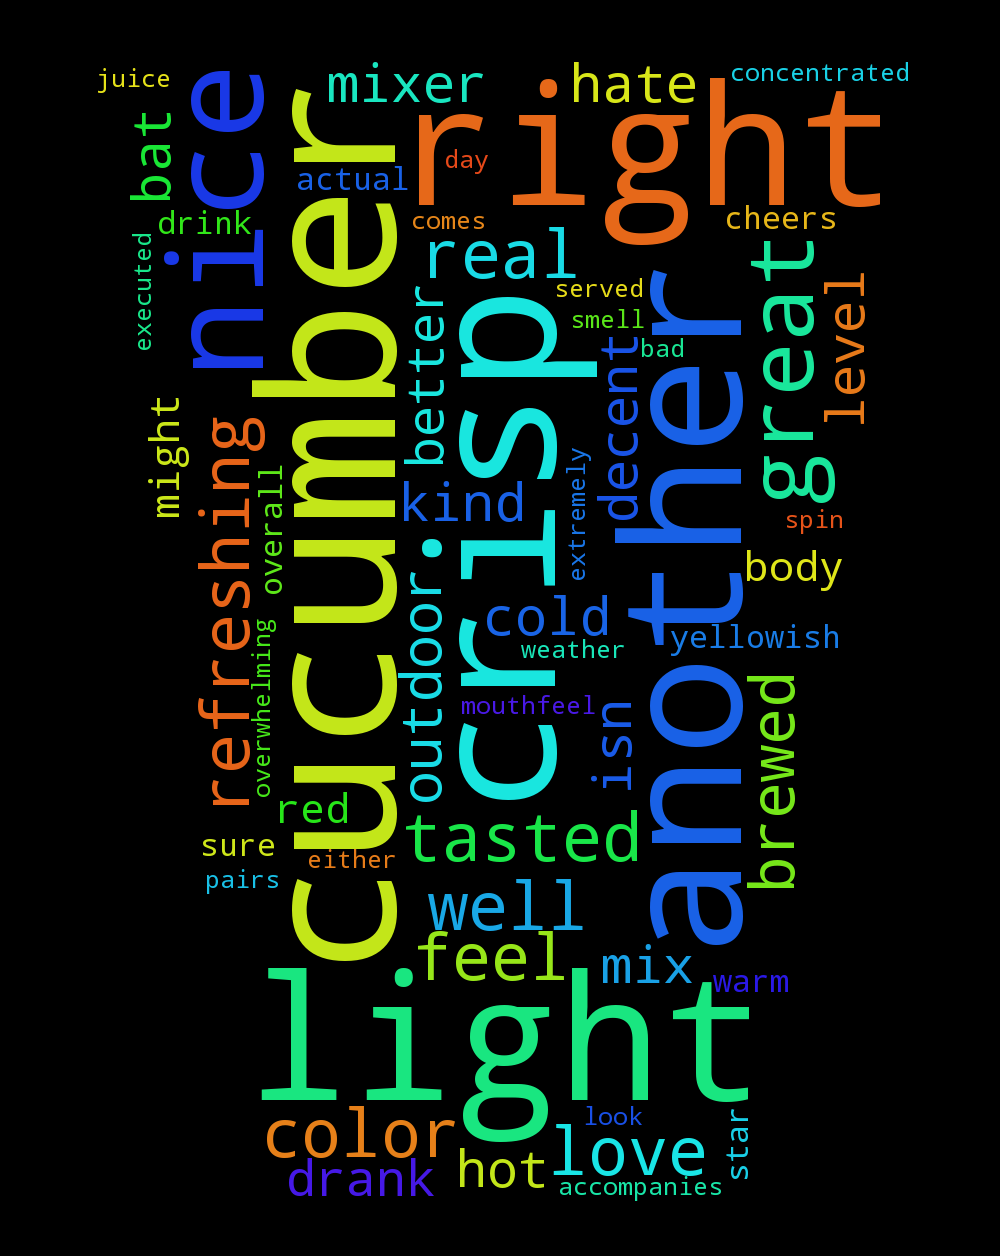 juice
mixer
hate
concentrated
nice
right
bat
day
actual
drink
comes
cheers
cucumber
real
executed
served
great
level
smell
better
bad
decent
crisp
another
might
refreshing
overall
kind
extremely
spin
outdoor
body
cold
yellowish
overwhelming
weather
mouthfeel
isn
brewed
red
tasted
sure
either
pairs
well
feel
mix
warm
light
color
look
love
star
drank
hot
accompanies